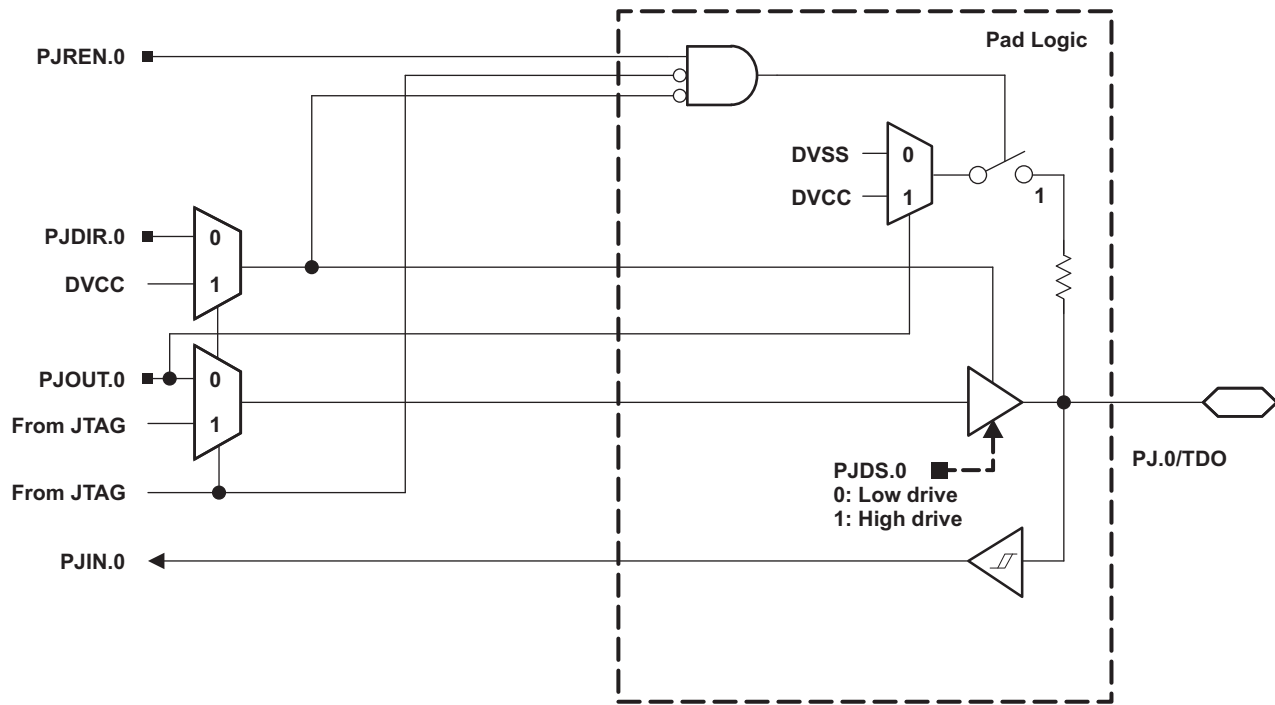 Pad Logic
PJREN.0
DVSS
0
DVCC
1
1
PJDIR.0
0
DVCC
1
PJOUT.0
0
From JTAG
1
PJDS.0
0: Low drive
1: High drive
PJ.0/TDO
From JTAG
PJIN.0